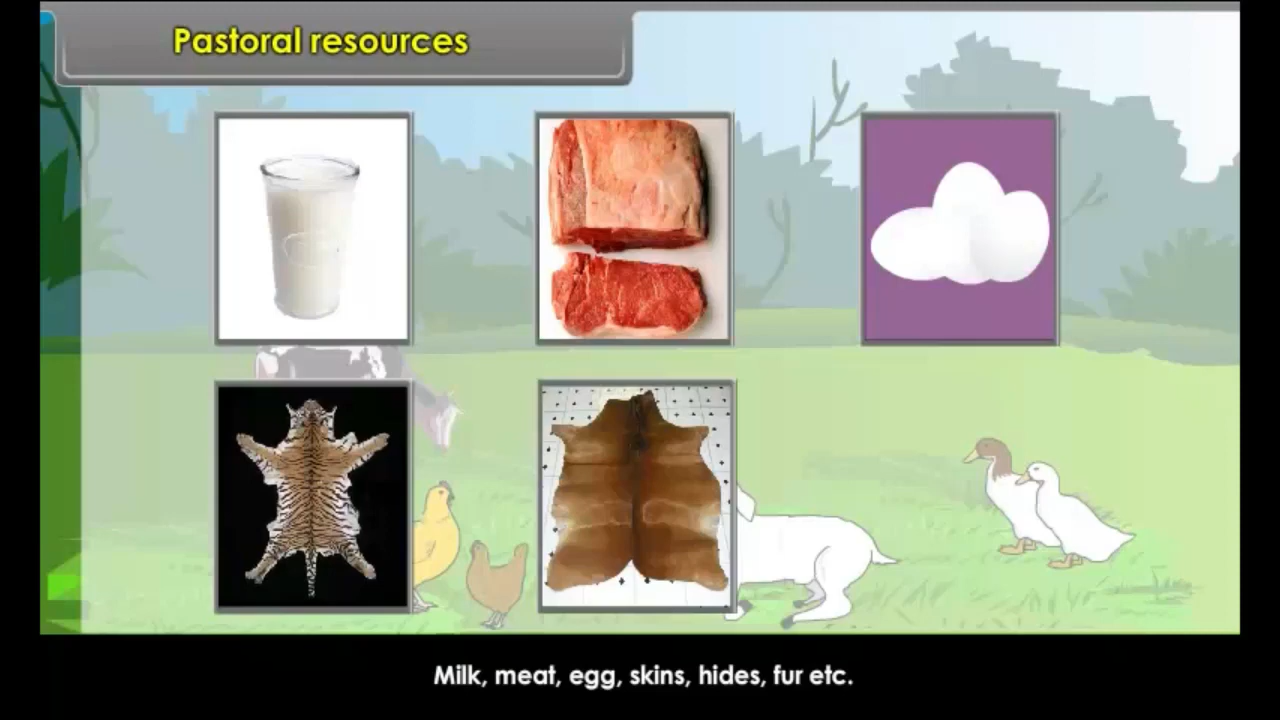 Pastoral resources
Milk, meat, egg, skins, hides, fur etc.